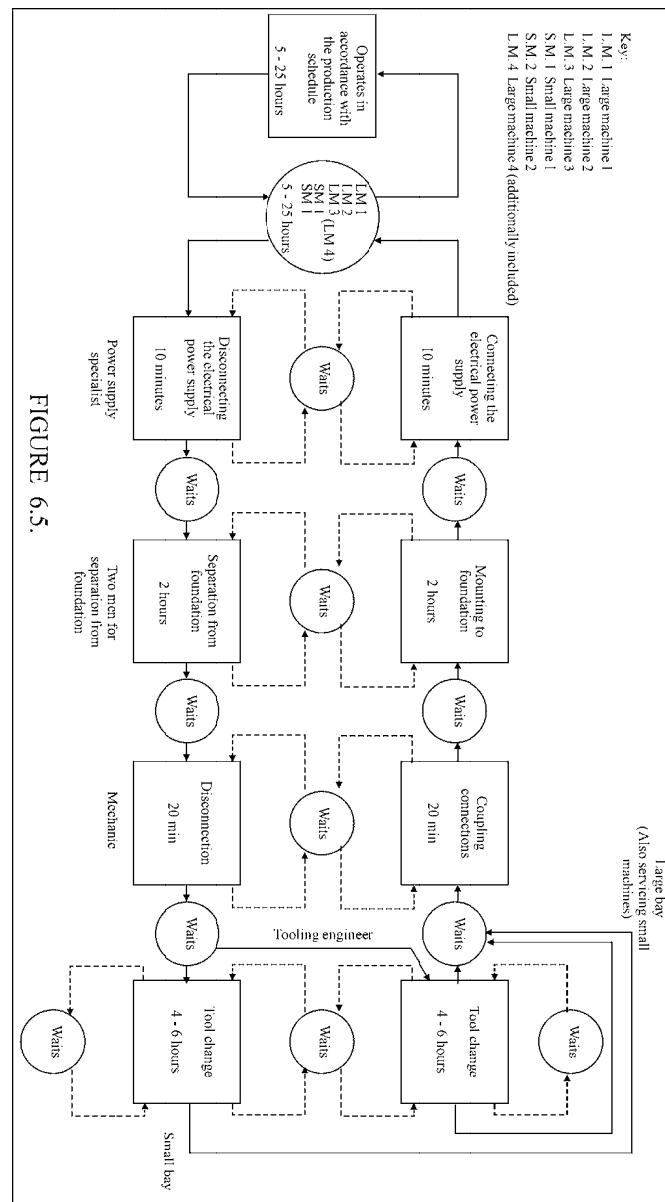 Key:
L.M. 1 Large machine 1
L.M. 2 Large machine 2
L.M. 3 Large machine 3
S.M. 1 Small machine 1
S.M. 2 Small machine 2
L.M. 4 Large machine 4 (additionally included)
Operates in
accordance with
the production
schedule
5 - 25 hours
LM 1
LM 2
LM 3 (LM 4)
SM 1
SM 1
5 - 25 hours
Connecting the
electrical power
supply
10 minutes
Waits
Mounting to
foundation
2 hours
Waits
Coupling
connections
20 min
Waits
Tool change
4 - 6 hours
Waits
Large bay
(Also servicing small
machines)
Waits
Waits
Waits
Tooling engineer
Waits
Disconnecting
the electrical
power supply
10 minutes
Waits
Separation from
foundation
2 hours
Waits
Disconnection
20 min
Waits
Tool change
4 - 6 hours
Waits
Small bay
Power supply
specialist
Two men for
separation from
foundation
Mechanic
FIGURE 6.5.